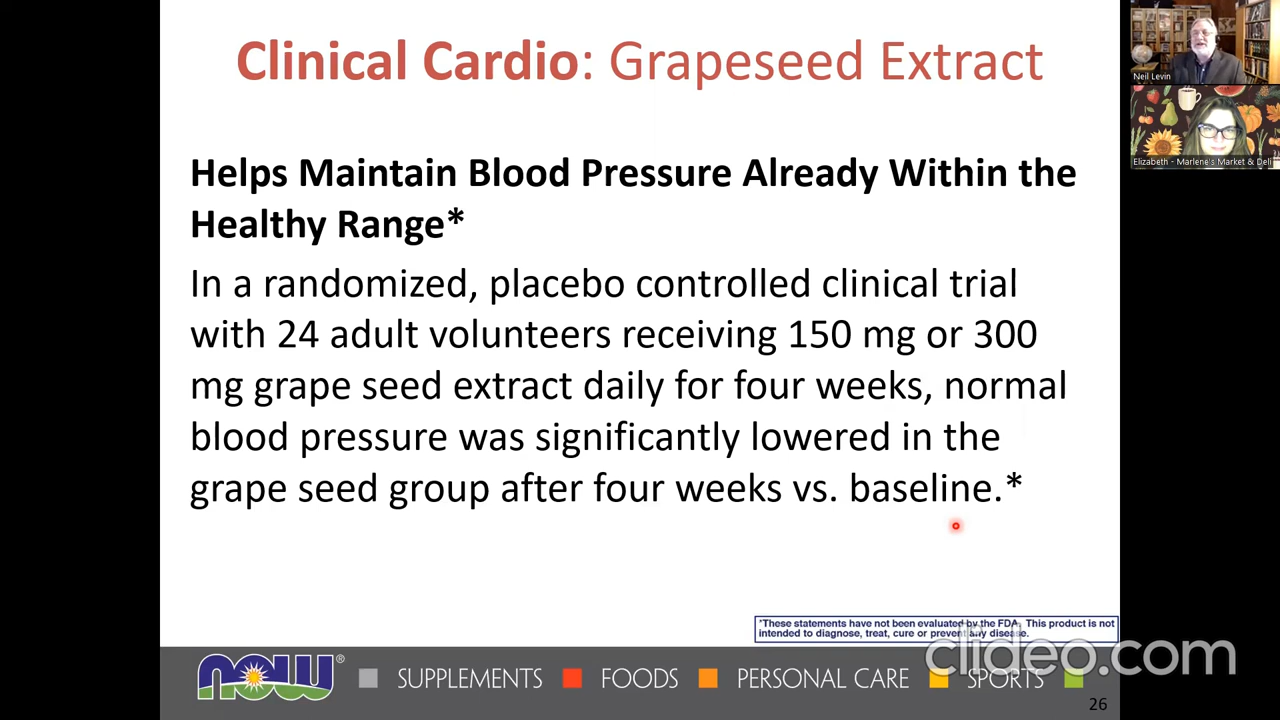 Clinical Cardio: Grapeseed Extract
Helps Maintain Blood Pressure Already Within the
Healthy Range*
In a randomized, placebo controlled clinical trial
with 24 adult volunteers receiving 150 mg or 300
mg grape seed extract daily for four weeks, normal
blood pressure was significantly lowered in the
grape seed group after four weeks vs. baseline.*
Neil Levin
Elizabeth - Marlene's Market & Deli
*These statements have not been evaluated by the FDA. This product is not
intended to diagnose, treat, cure or prevent any disease.
clideo.com
NOW® SUPPLEMENTS FOODS PERSONAL CARE SPORTS
26